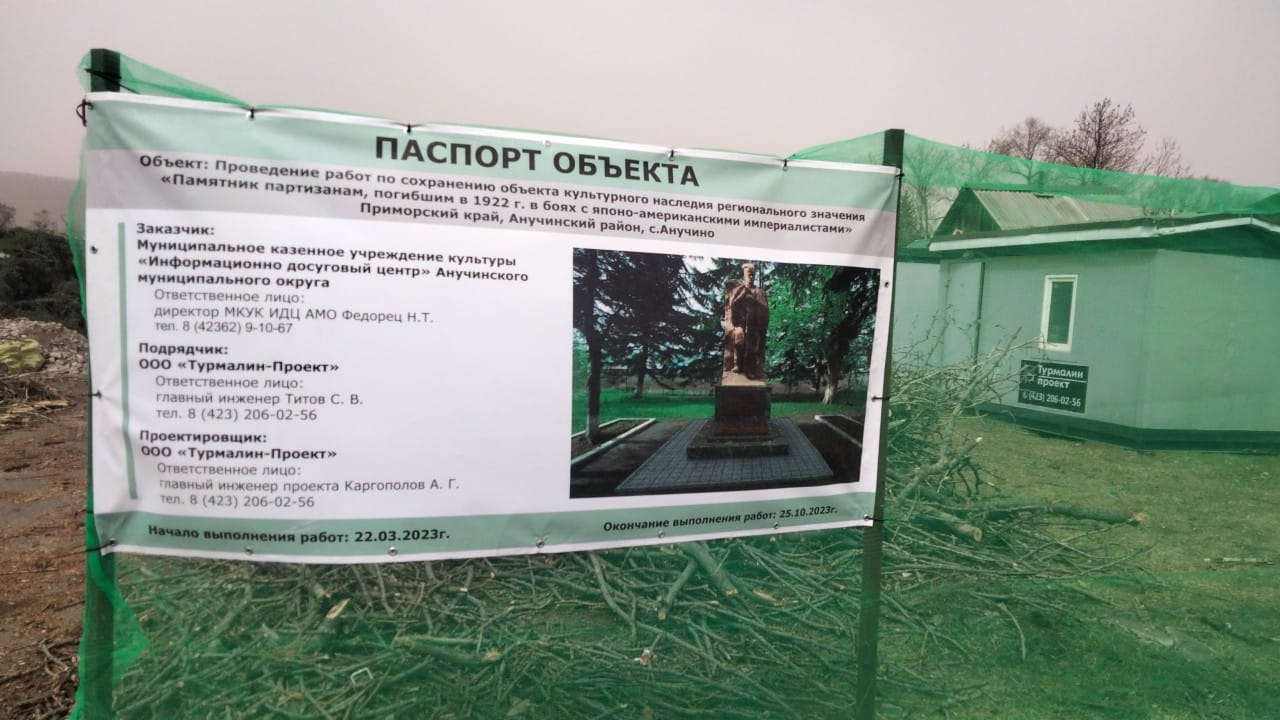 ПАСПОРТ ОБЪЕКТА
Объект: Проведение работ по сохранению объекта культурного наследия регионального значения
«Памятник партизанам, погибшим в 1922 г. в боях с японо-американскими империалистами»
Приморский край, Анучинский район, с.Анучино
Заказчик:
Муниципальное казенное учреждение культуры
«Информационно досуговый центр» Анучинского
муниципального округа
Ответственное лицо:
директор МКУК ИДЦ АМО Федорец Н.Т.
тел. 8 (42362) 9-10-67
Подрядчик:
ООО «Турмалин-Проект»
Ответственное лицо:
главный инженер Титов С. В.
тел. 8 (423) 206-02-56
Проектировщик:
ООО «Турмалин-Проект»
Ответственное лицо:
главный инженер проекта Каргополов А. Г.
тел. 8 (423) 206-02-56
Начало выполнения работ: 22.03.2023г.
Окончание выполнения работ: 25.10.2023г.
Турмалин
проект
(423) 206-02-56